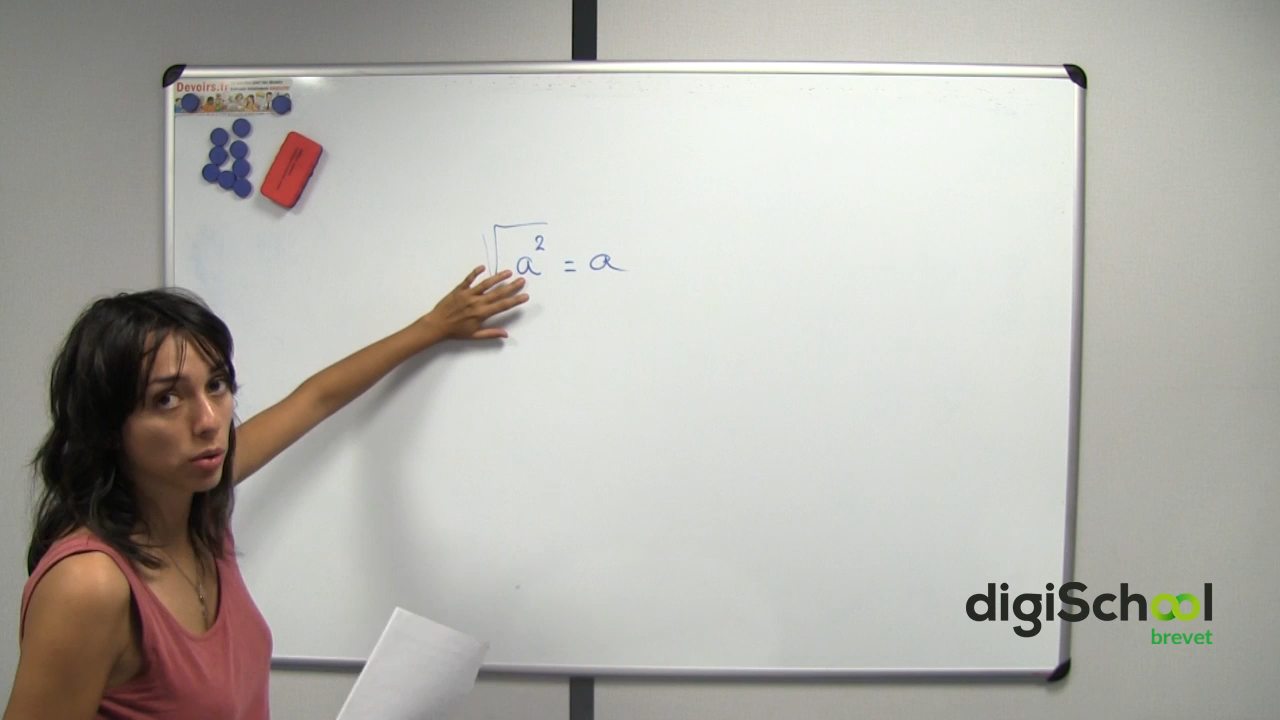 Devoirs.fr
√a² = a
digiSchool
brevet